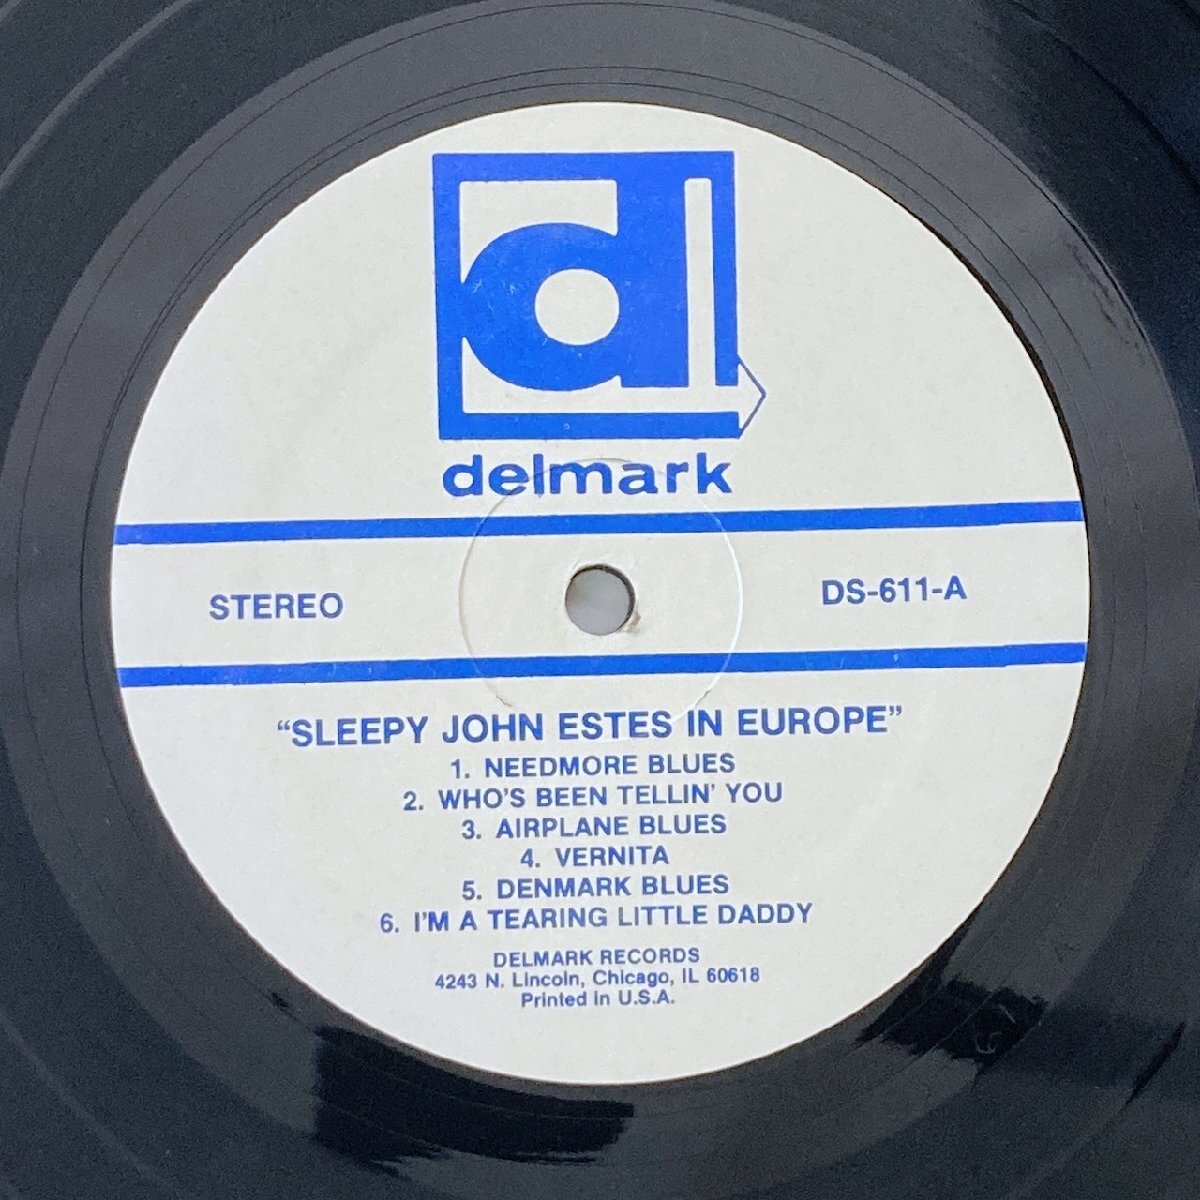 d
delmark
STEREO
DS-611-A
“SLEEPY JOHN ESTES IN EUROPE”
1. NEEDMORE BLUES
2. WHO'S BEEN TELLIN' YOU
3. AIRPLANE BLUES
4. VERNITA
5. DENMARK BLUES
6. I'M A TEARING LITTLE DADDY
DELMARK RECORDS
4243 N. Lincoln, Chicago, IL 60618
Printed in U.S.A.